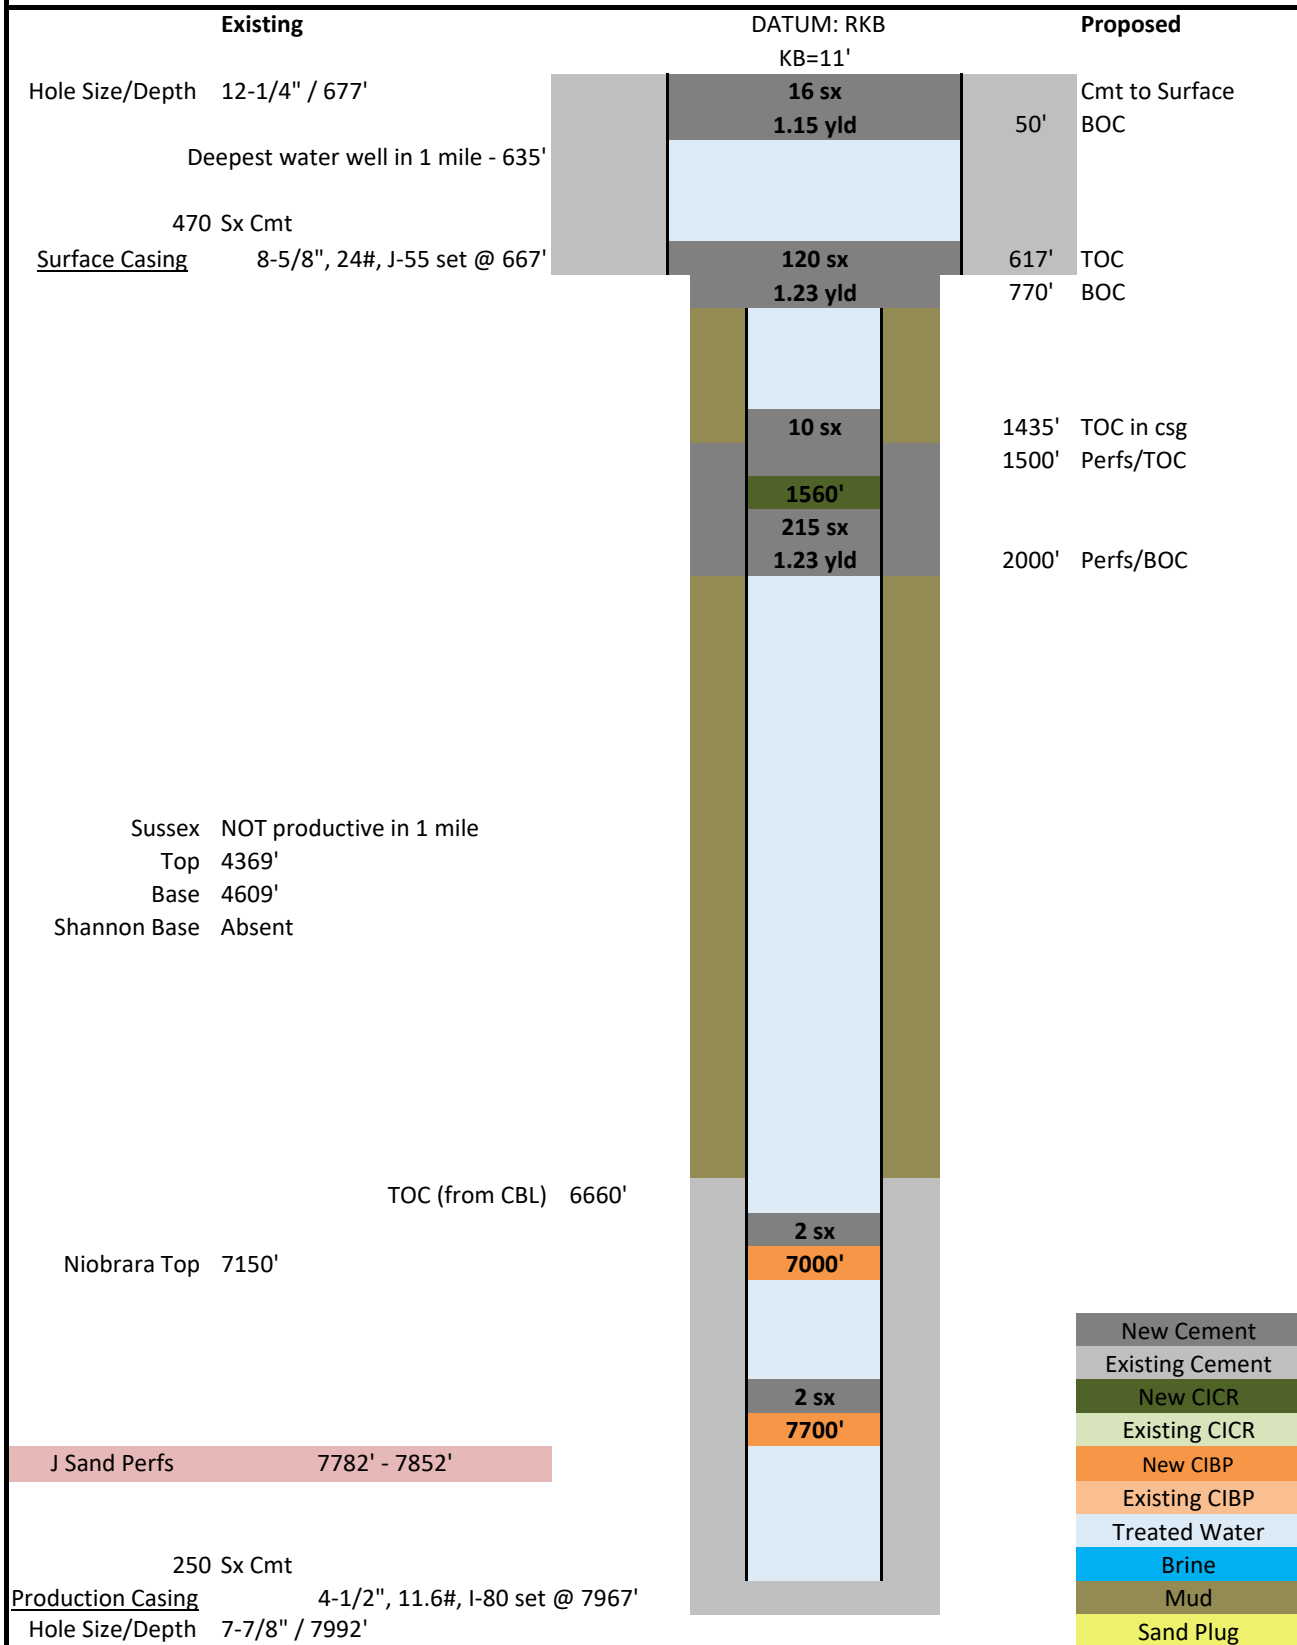 Existing DATUM: RKB Proposed
KB=11'
Hole Size/Depth 12-1/4" / 677' 16 sx Cmt to Surface
1.15 yld 50' BOC
Deepest water well in 1 mile - 635'
470 Sx Cmt
Surface Casing 8-5/8", 24#, J-55 set @ 667' 120 sx 617' TOC
1.23 yld 770' BOC
10 sx 1435' TOC in csg
1500' Perfs/TOC
1560'
215 sx
1.23 yld 2000' Perfs/BOC
Sussex NOT productive in 1 mile
Top 4369'
Base 4609'
Shannon Base Absent
TOC (from CBL) 6660'
2 sx
Niobrara Top 7150' 7000'
New Cement
Existing Cement
2 sx New CICR
7700' Existing CICR
J Sand Perfs 7782' - 7852' New CIBP
Existing CIBP
Treated Water
250 Sx Cmt Brine
Production Casing 4-1/2", 11.6#, I-80 set @ 7967' Mud
Hole Size/Depth 7-7/8" / 7992' Sand Plug